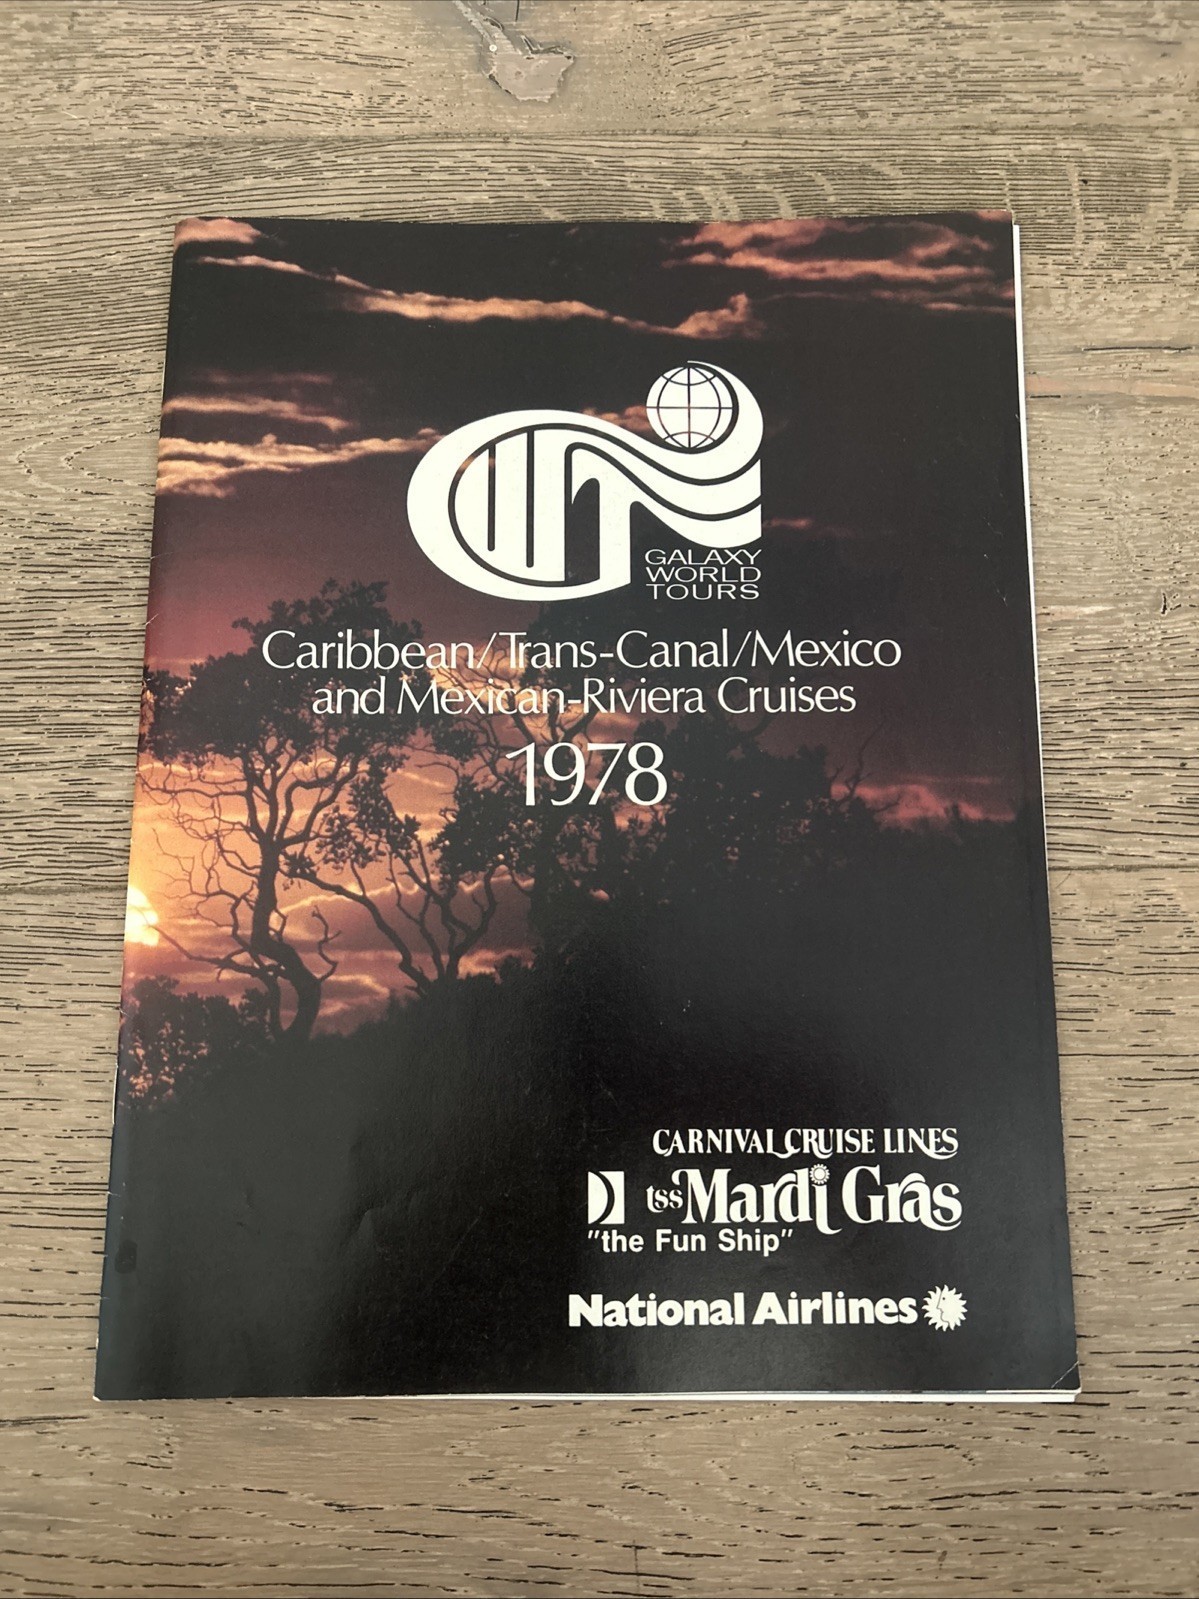 GWT
GALAXY
WORLD
TOURS
Caribbean/Trans-Canal/Mexico
and Mexican-Riviera Cruises
1978
CARNIVAL CRUISE LINES
tss Mardi Gras
"the Fun Ship"
National Airlines